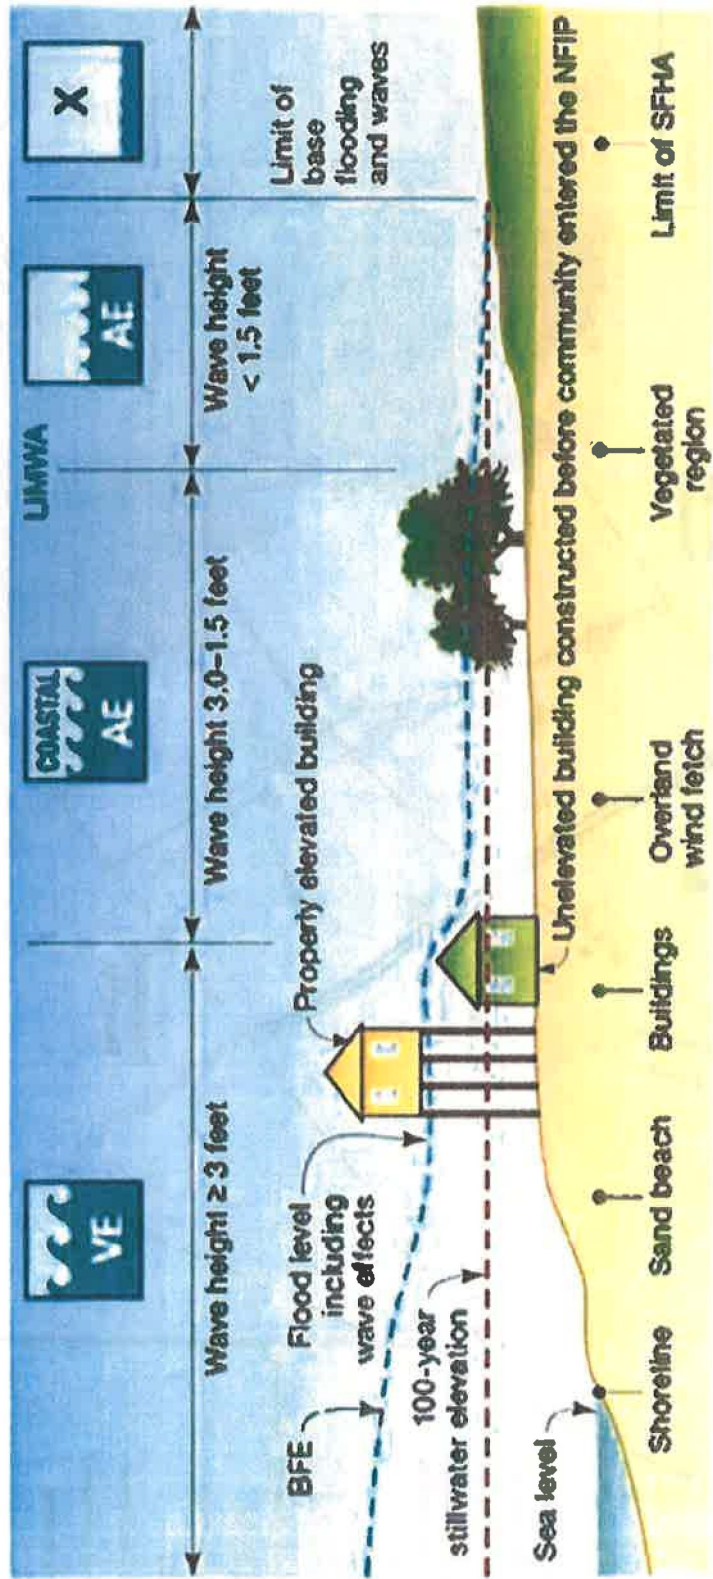 VE
COASTAL
AE
LIMWA
AE
X
Wave height ≥ 3 feet
Wave height 3.0–1.5 feet
Wave height
< 1.5 feet
Limit of
base
flooding
and waves
BFE
Flood level
including
wave effects
Property elevated building
100-year
stillwater elevation
Sea level
Unelevated building constructed before community entered the NFIP
Shoreline
Sand beach
Buildings
Overland
wind fetch
Vegetated
region
Limit of SFHA